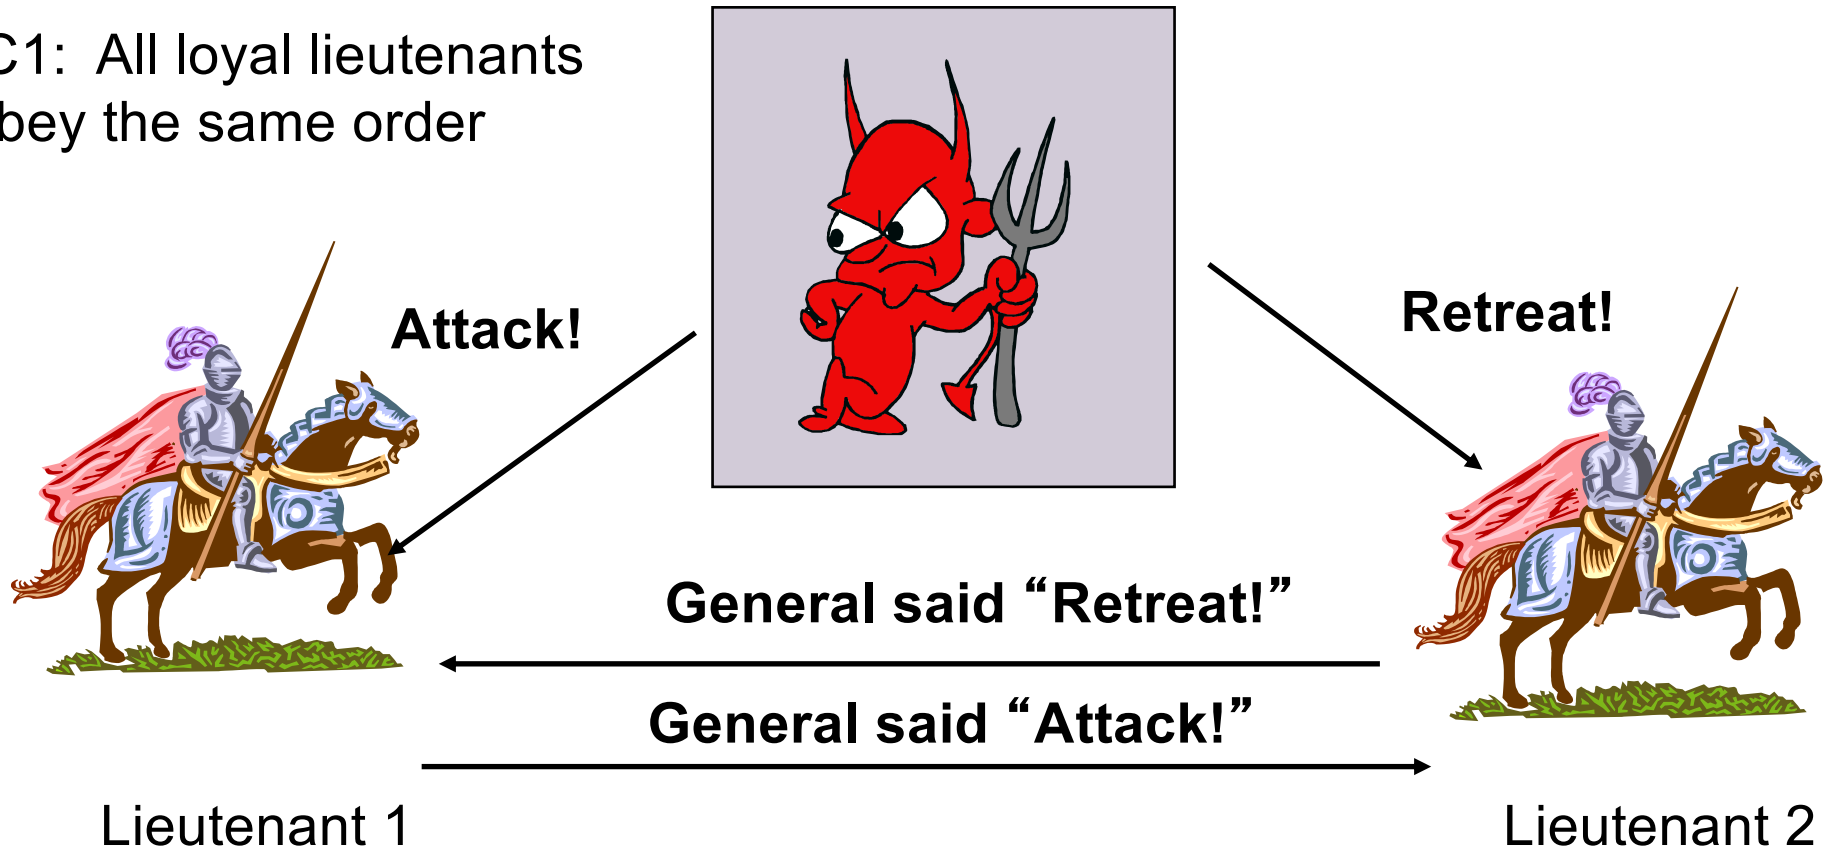 C1: All loyal lieutenants
bey the same order
Attack!
Retreat!
General said “Retreat!”
General said “Attack!”
Lieutenant 1
Lieutenant 2